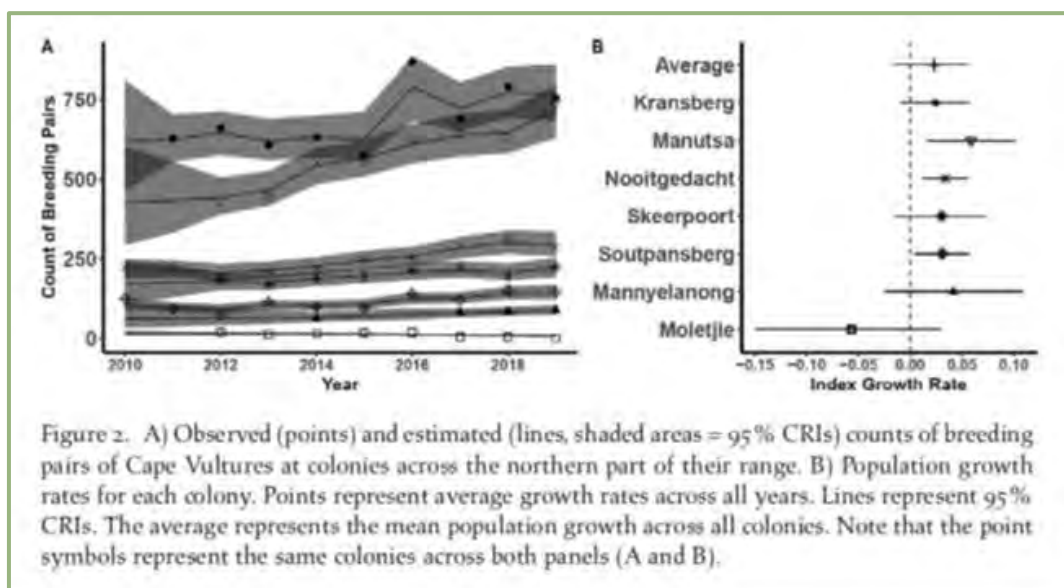 A
B
Count of Breeding Pairs
750
500
250
0
2010
2012
2014
2016
2018
Year
Average
Kransberg
Manutsa
Nooitgedacht
Skeerpoort
Soutpansberg
Mannyelanong
Moletjie
−0.15
−0.10
−0.05
0.00
0.05
0.10
Index Growth Rate
Figure 2. A) Observed (points) and estimated (lines, shaded areas = 95% CRIs) counts of breeding
pairs of Cape Vultures at colonies across the northern part of their range. B) Population growth
rates for each colony. Points represent average growth rates across all years. Lines represent 95%
CRIs. The average represents the mean population growth across all colonies. Note that the point
symbols represent the same colonies across both panels (A and B).